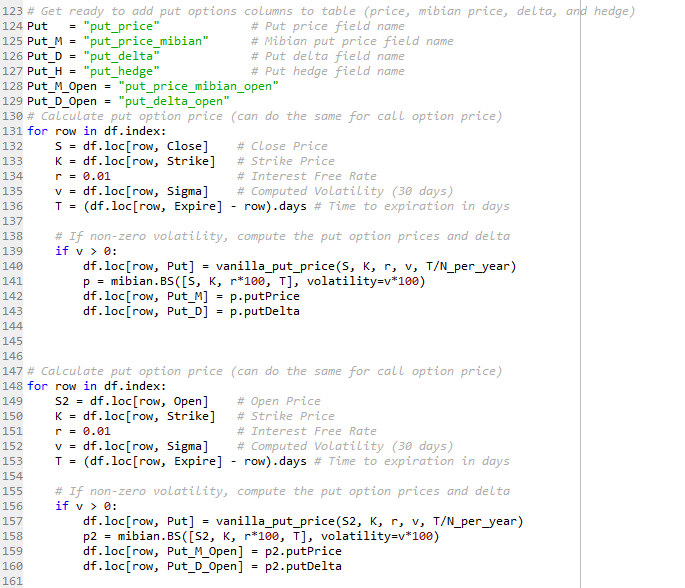 123 # Get ready to add put options columns to table (price, mibian price, delta, and hedge)
124 Put   = "put_price"             # Put price field name
125 Put_M = "put_price_mibian"      # Mibian put price field name
126 Put_D = "put_delta"             # Put delta field name
127 Put_H = "put_hedge"             # Put hedge field name
128 Put_M_Open = "put_price_mibian_open"
129 Put_D_Open = "put_delta_open"
130 # Calculate put option price (can do the same for call option price)
131 for row in df.index:
132     S = df.loc[row, Close]    # Close Price
133     K = df.loc[row, Strike]   # Strike Price
134     r = 0.01                  # Interest Free Rate
135     v = df.loc[row, Sigma]    # Computed Volatility (30 days)
136     T = (df.loc[row, Expire] - row).days # Time to expiration in days
137
138     # If non-zero volatility, compute the put option prices and delta
139     if v > 0:
140         df.loc[row, Put] = vanilla_put_price(S, K, r, v, T/N_per_year)
141         p = mibian.BS([S, K, r*100, T], volatility=v*100)
142         df.loc[row, Put_M] = p.putPrice
143         df.loc[row, Put_D] = p.putDelta
144
145
146
147 # Calculate put option price (can do the same for call option price)
148 for row in df.index:
149     S2 = df.loc[row, Open]    # Open Price
150     K = df.loc[row, Strike]   # Strike Price
151     r = 0.01                  # Interest Free Rate
152     v = df.loc[row, Sigma]    # Computed Volatility (30 days)
153     T = (df.loc[row, Expire] - row).days # Time to expiration in days
154
155     # If non-zero volatility, compute the put option prices and delta
156     if v > 0:
157         df.loc[row, Put] = vanilla_put_price(S2, K, r, v, T/N_per_year)
158         p2 = mibian.BS([S2, K, r*100, T], volatility=v*100)
159         df.loc[row, Put_M_Open] = p2.putPrice
160         df.loc[row, Put_D_Open] = p2.putDelta
161